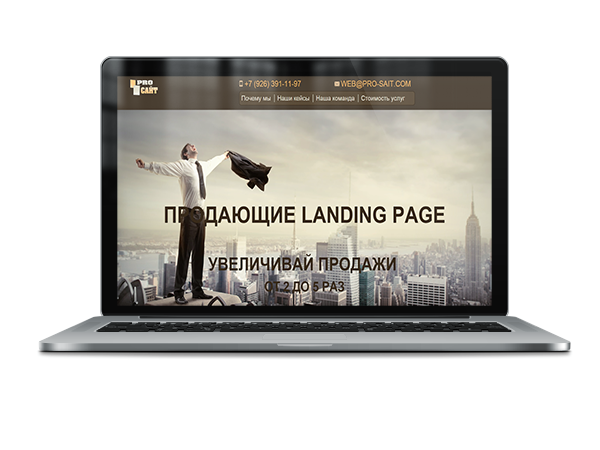 PRO
САЙТ
+7 (926) 391-11-97
WEB@PRO-SAIT.COM
Почему мы | Наши кейсы | Наша команда | Стоимость услуг
ПРОДАЮЩИЕ LANDING PAGE
УВЕЛИЧИВАЙ ПРОДАЖИ
ОТ 2 ДО 5 РАЗ